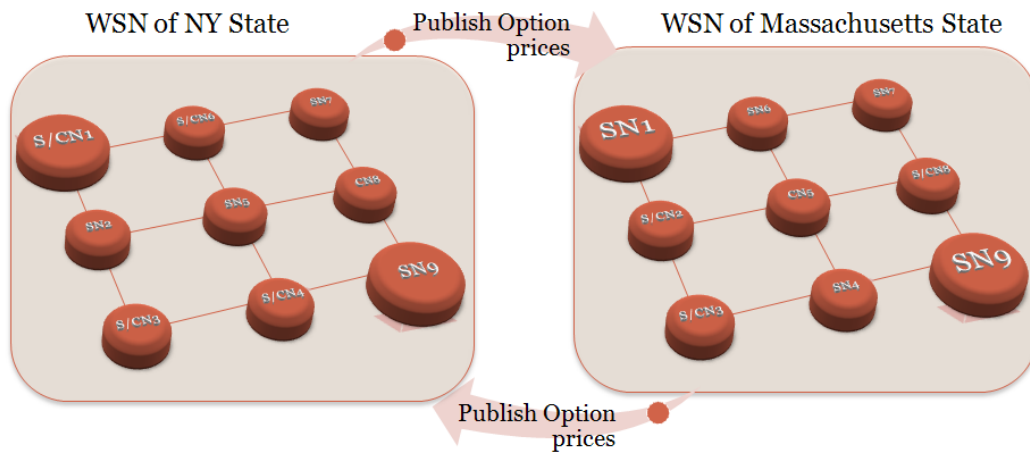 WSN of NY State
Publish Option
prices
WSN of Massachusetts State
S/CN1
S/CN6
SN7
SN2
SN5
CN8
S/CN3
S/CN4
SN9
SN1
SN6
SN7
S/CN2
CN5
S/CN8
S/CN3
SN4
SN9
Publish Option
prices